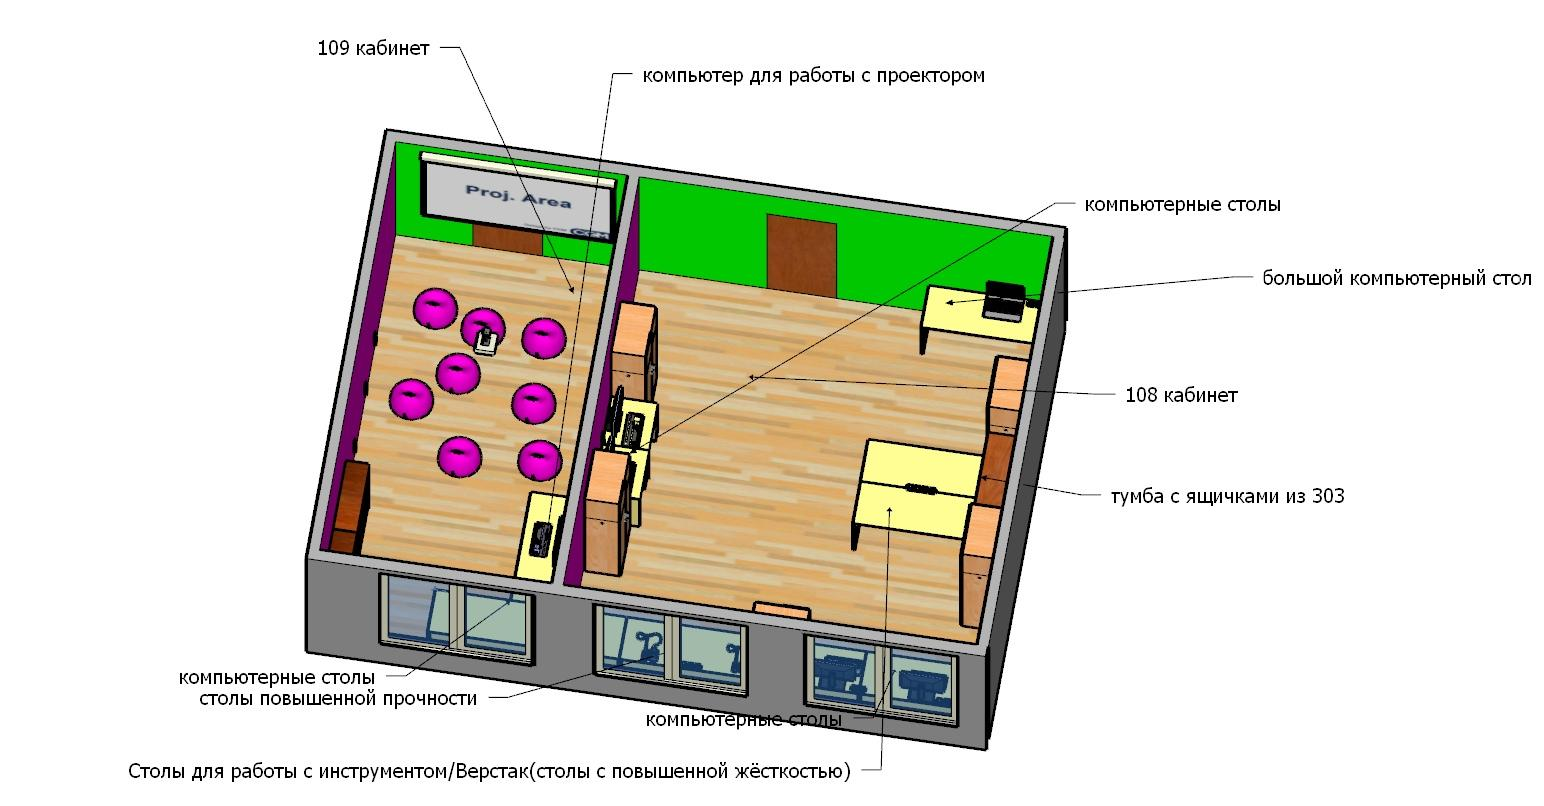 109 кабинет
компьютер для работы с проектором
Proj. Area
компьютерные столы
большой компьютерный стол
108 кабинет
тумба с ящичками из 303
компьютерные столы
столы повышенной прочности
компьютерные столы
Столы для работы с инструментом/Верстак(столы с повышенной жёсткостью)